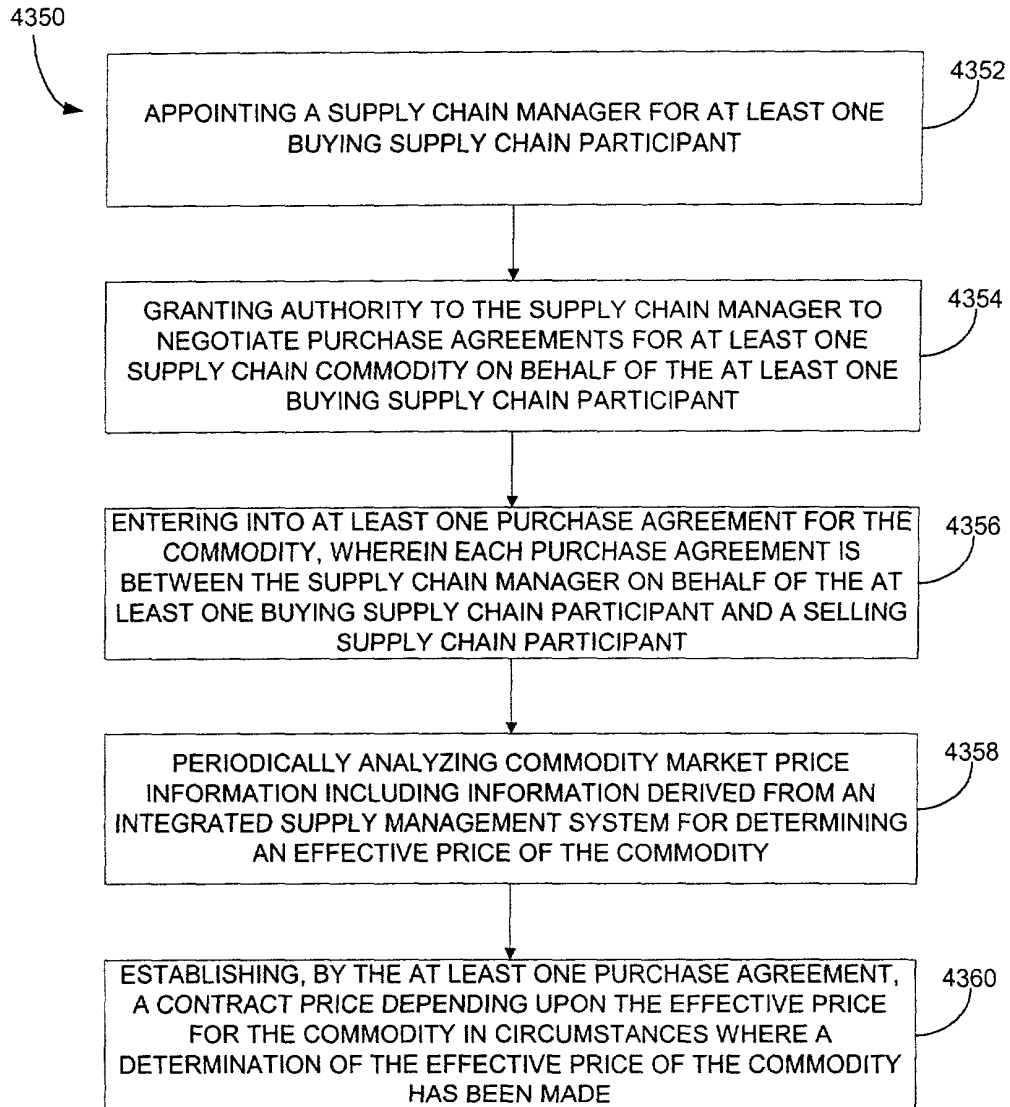 4350
4352
APPOINTING A SUPPLY CHAIN MANAGER FOR AT LEAST ONE
BUYING SUPPLY CHAIN PARTICIPANT
4354
GRANTING AUTHORITY TO THE SUPPLY CHAIN MANAGER TO
NEGOTIATE PURCHASE AGREEMENTS FOR AT LEAST ONE
SUPPLY CHAIN COMMODITY ON BEHALF OF THE AT LEAST ONE
BUYING SUPPLY CHAIN PARTICIPANT
4356
ENTERING INTO AT LEAST ONE PURCHASE AGREEMENT FOR THE
COMMODITY, WHEREIN EACH PURCHASE AGREEMENT IS
BETWEEN THE SUPPLY CHAIN MANAGER ON BEHALF OF THE AT
LEAST ONE BUYING SUPPLY CHAIN PARTICIPANT AND A SELLING
SUPPLY CHAIN PARTICIPANT
4358
PERIODICALLY ANALYZING COMMODITY MARKET PRICE
INFORMATION INCLUDING INFORMATION DERIVED FROM AN
INTEGRATED SUPPLY MANAGEMENT SYSTEM FOR DETERMINING
AN EFFECTIVE PRICE OF THE COMMODITY
4360
ESTABLISHING, BY THE AT LEAST ONE PURCHASE AGREEMENT,
A CONTRACT PRICE DEPENDING UPON THE EFFECTIVE PRICE
FOR THE COMMODITY IN CIRCUMSTANCES WHERE A
DETERMINATION OF THE EFFECTIVE PRICE OF THE COMMODITY
HAS BEEN MADE